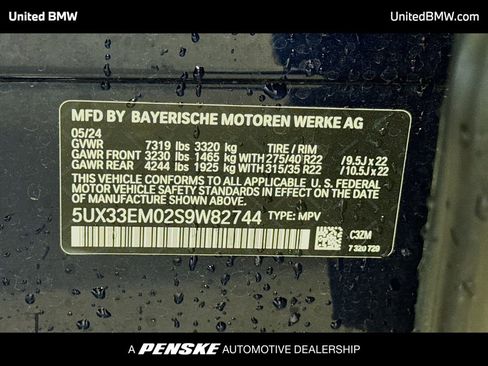 United BMW UnitedBMW.com
MFD BY BAYERISCHE MOTOREN WERKE AG
05/24
GVWR 7319 lbs 3320 kg TIRE / RIM
GAWR FRONT 3230 lbs 1465 kg WITH 275/40 R22 / 9.5J x 22
GAWR REAR 4244 lbs 1925 kg WITH 315/35 R22 / 10.5J x 22
THIS VEHICLE CONFORMS TO ALL APPLICABLE U.S. FEDERAL
MOTOR VEHICLE SAFETY STANDARDS IN EFFECT ON THE DATE
OF MANUFACTURE SHOWN ABOVE.
5UX33EM02S9W82744 TYPE: MPV
.C3ZM
7320729
A PENSKE AUTOMOTIVE DEALERSHIP